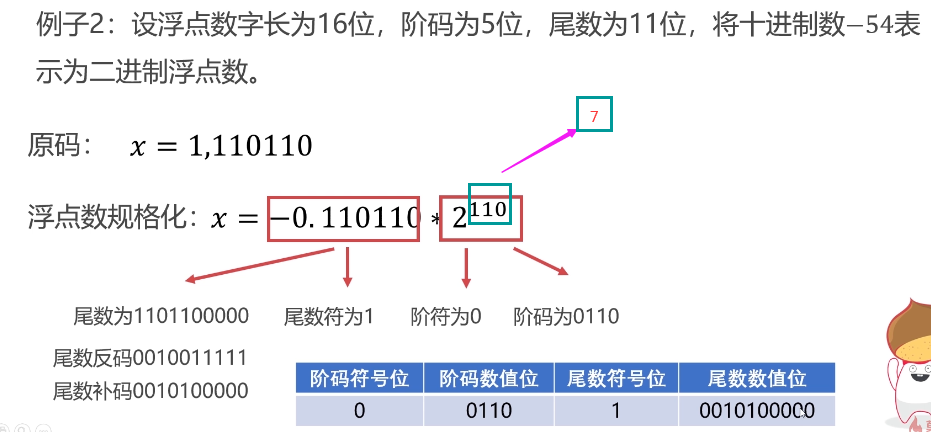 例子2：设浮点数字长为16位，阶码为5位，尾数为11位，将十进制数−54表
示为二进制浮点数。
7
原码： x = 1,110110
浮点数规格化：x = −0.110110 * 2^110
尾数为1101100000 尾数符为1 阶符为0 阶码为0110
尾数反码0010011111
尾数补码0010100000
阶码符号位 阶码数值位 尾数符号位 尾数数值位
0 0110 1 0010100000